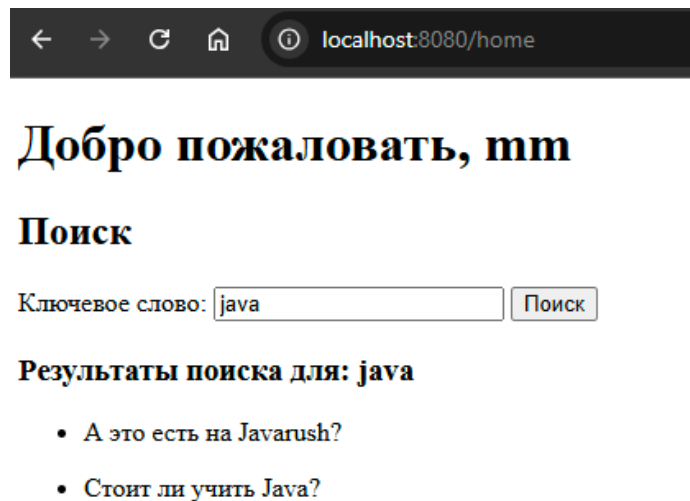 localhost:8080/home
Добро пожаловать, mm
Поиск
Ключевое слово: java Поиск
Результаты поиска для: java
• А это есть на Javarush?
• Стоит ли учить Java?